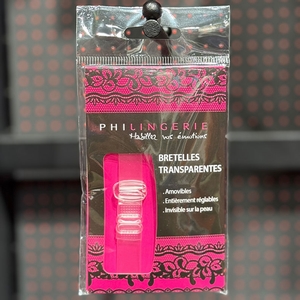 PHILINGERIE
Habillez vos émotions
BRETELLES
TRANSPARENTES
. Amovibles
. Entièrement réglables
. Invisible sur la peau